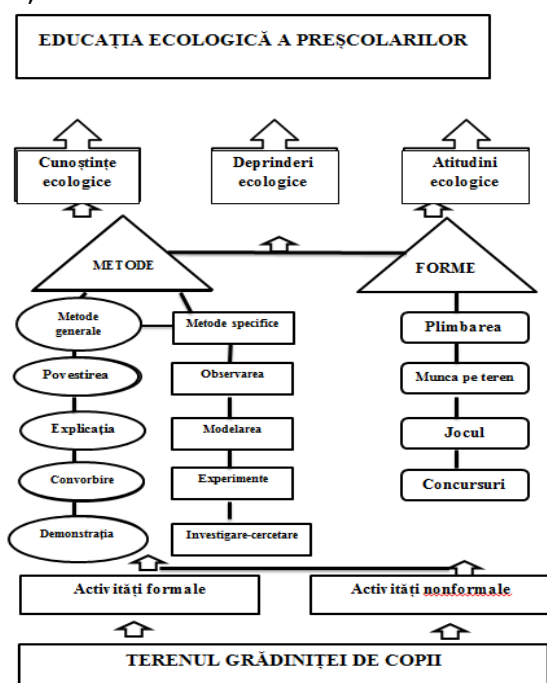 EDUCAȚIA ECOLOGICĂ A PREȘCOLARILOR
Cunoștințe
ecologice
Deprinderi
ecologice
Atitudini
ecologice
METODE
FORME
Metode
generale
Metode specifice
Plimbarea
Povestirea
Observarea
Munca pe teren
Explicația
Modelarea
Jocul
Convorbire
Experimente
Concursuri
Demonstrația
Investigare-cercetare
Activități formale
Activități nonformale
TERENUL GRĂDINIȚEI DE COPII